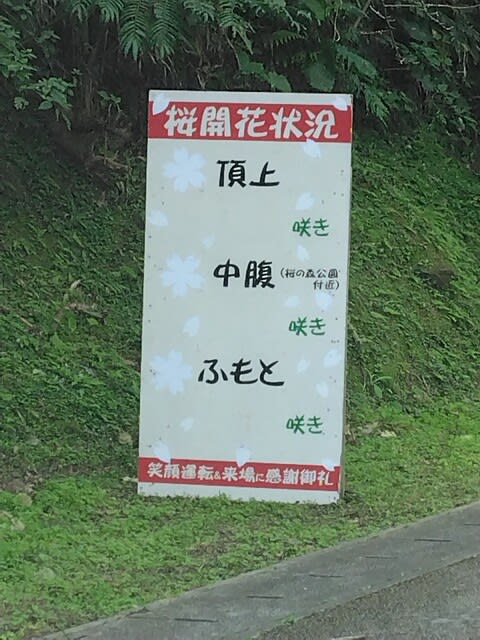 桜開花状況
頂上
咲き
中腹(桜の森公園
付近)
咲き
ふもと
咲き
笑顔運転&来場に感謝御礼